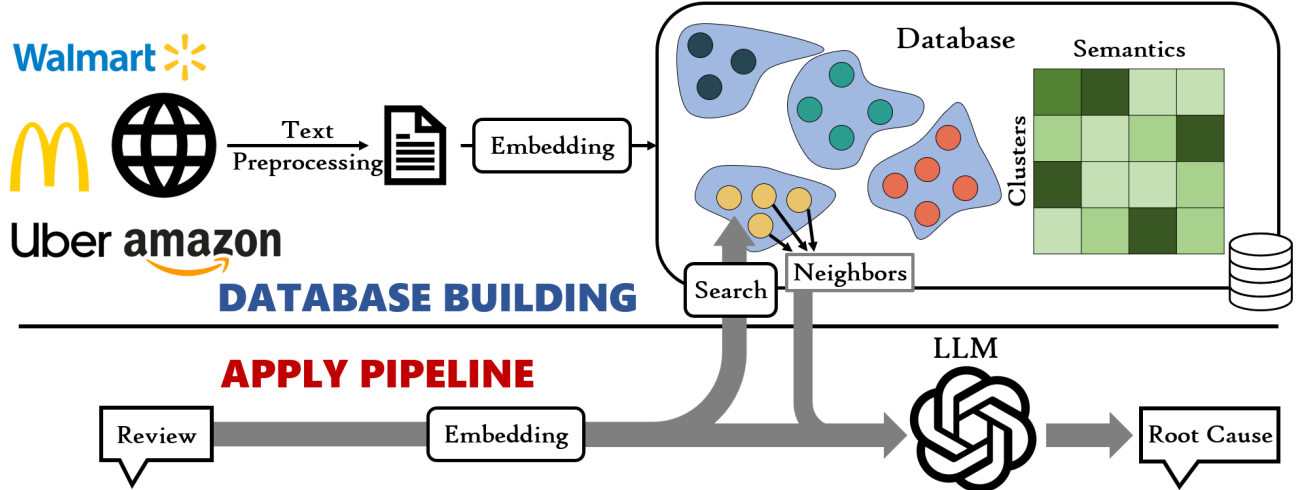 Walmart
Text
Preprocessing
Embedding
Database
Semantics
Clusters
Uber amazon
Search
Neighbors
DATABASE BUILDING
APPLY PIPELINE
LLM
Review
Embedding
Root Cause